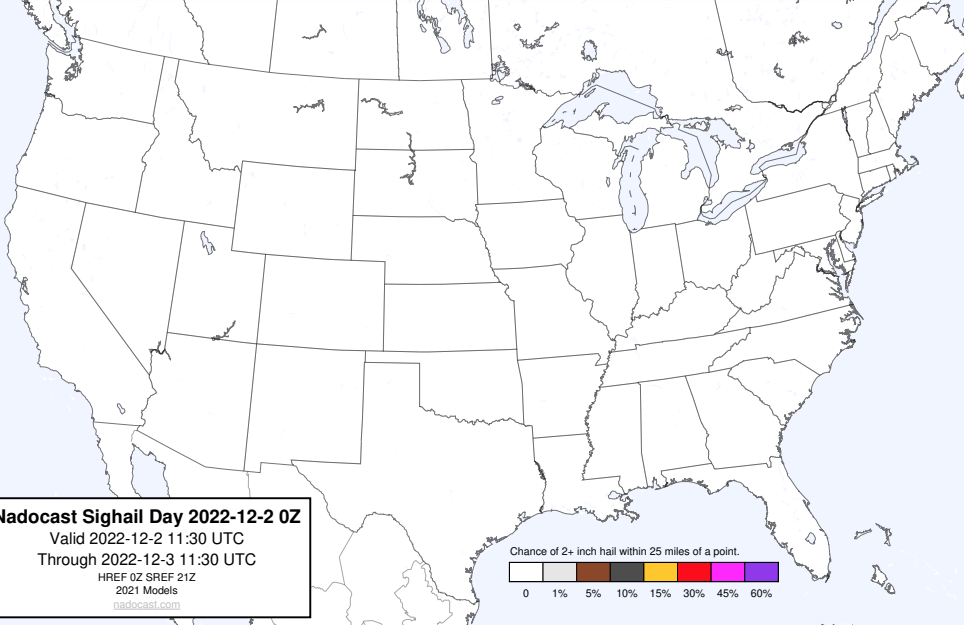 Nadocast Sighail Day 2022-12-2 0Z
Valid 2022-12-2 11:30 UTC
Through 2022-12-3 11:30 UTC
HREF 0Z SREF 21Z
2021 Models
nadocast.com
Chance of 2+ inch hail within 25 miles of a point.
0 1% 5% 10% 15% 30% 45% 60%